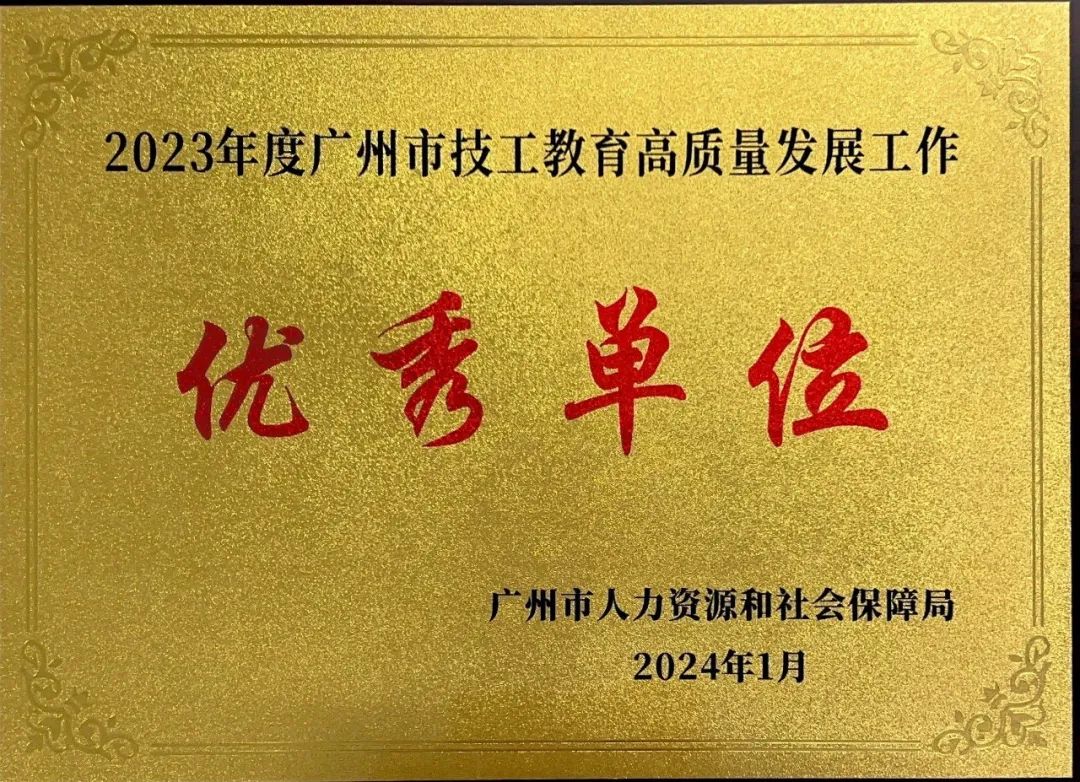 2023年度广州市技工教育高质量发展工作
优秀单位
广州市人力资源和社会保障局
2024年1月